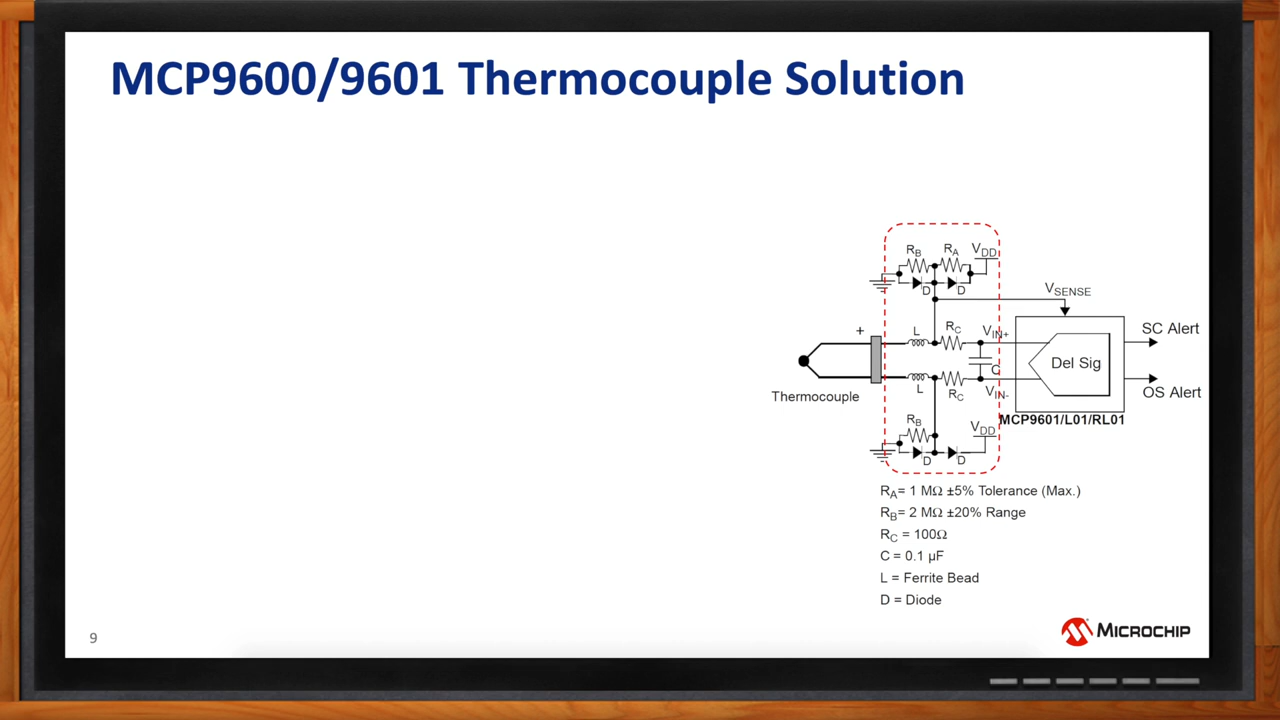 MCP9600/9601 Thermocouple Solution
R_B R_A V_DD
D D
V_SENSE
+ L R_C V_IN+
SC Alert
Del Sig
C
Thermocouple
L R_C V_IN-
OS Alert
MCP9601/L01/RL01
R_B V_DD
D D
R_A= 1 MΩ ±5% Tolerance (Max.)
R_B= 2 MΩ ±20% Range
R_C = 100Ω
C = 0.1 µF
L = Ferrite Bead
D = Diode
9
MICROCHIP